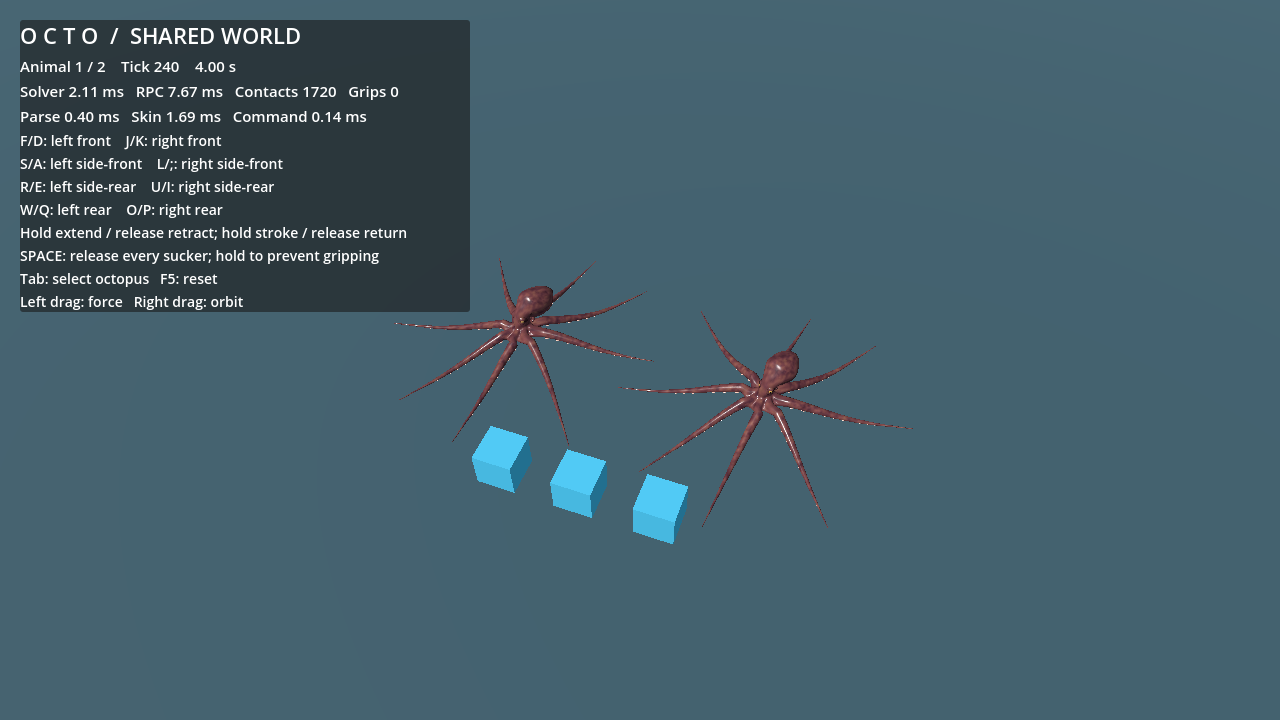 O C T O / SHARED WORLD
Animal 1 / 2 Tick 240 4.00 s
Solver 2.11 ms RPC 7.67 ms Contacts 1720 Grips 0
Parse 0.40 ms Skin 1.69 ms Command 0.14 ms
F/D: left front J/K: right front
S/A: left side-front L/;: right side-front
R/E: left side-rear U/I: right side-rear
W/Q: left rear O/P: right rear
Hold extend / release retract; hold stroke / release return
SPACE: release every sucker; hold to prevent gripping
Tab: select octopus F5: reset
Left drag: force Right drag: orbit